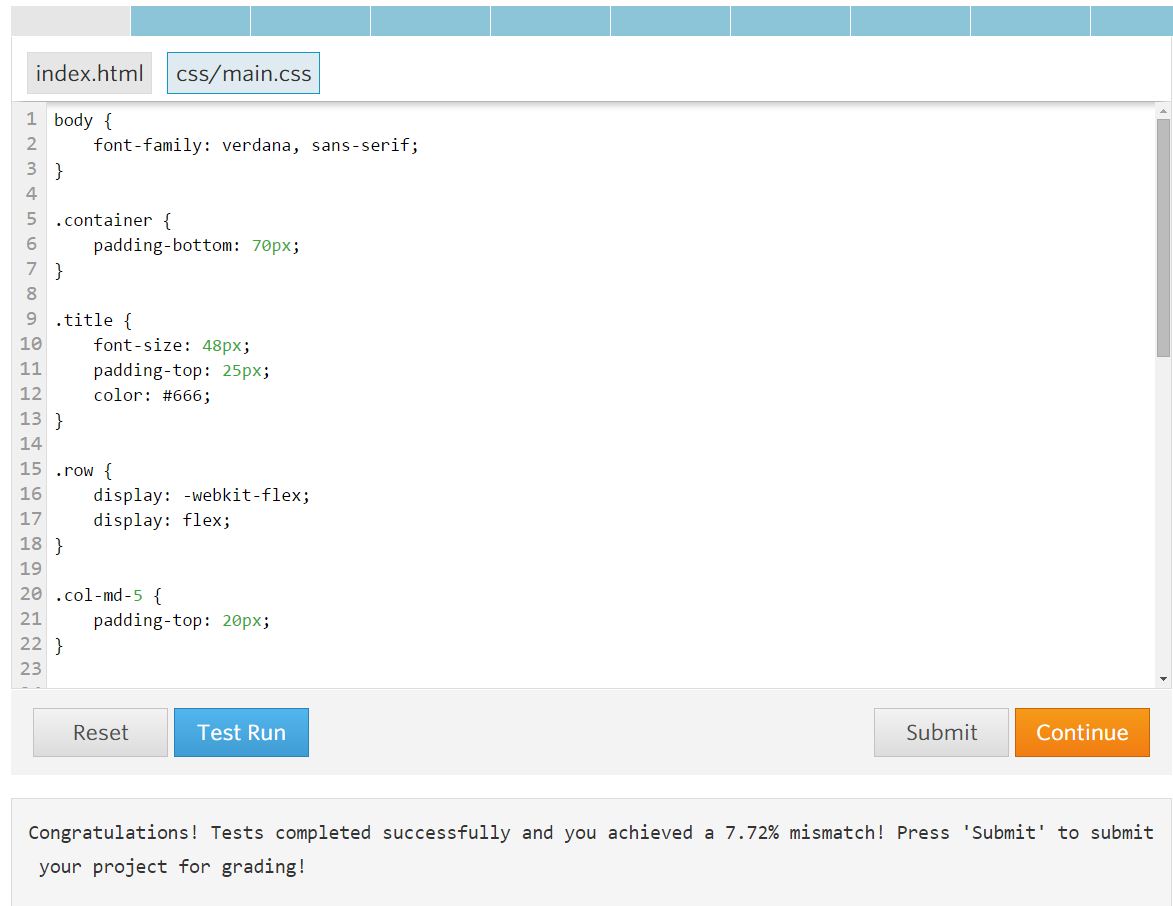 index.html css/main.css
1 body {
2     font-family: verdana, sans-serif;
3 }
4
5 .container {
6     padding-bottom: 70px;
7 }
8
9 .title {
10     font-size: 48px;
11     padding-top: 25px;
12     color: #666;
13 }
14
15 .row {
16     display: -webkit-flex;
17     display: flex;
18 }
19
20 .col-md-5 {
21     padding-top: 20px;
22 }
23
Reset Test Run Submit Continue
Congratulations! Tests completed successfully and you achieved a 7.72% mismatch! Press 'Submit' to submit
your project for grading!